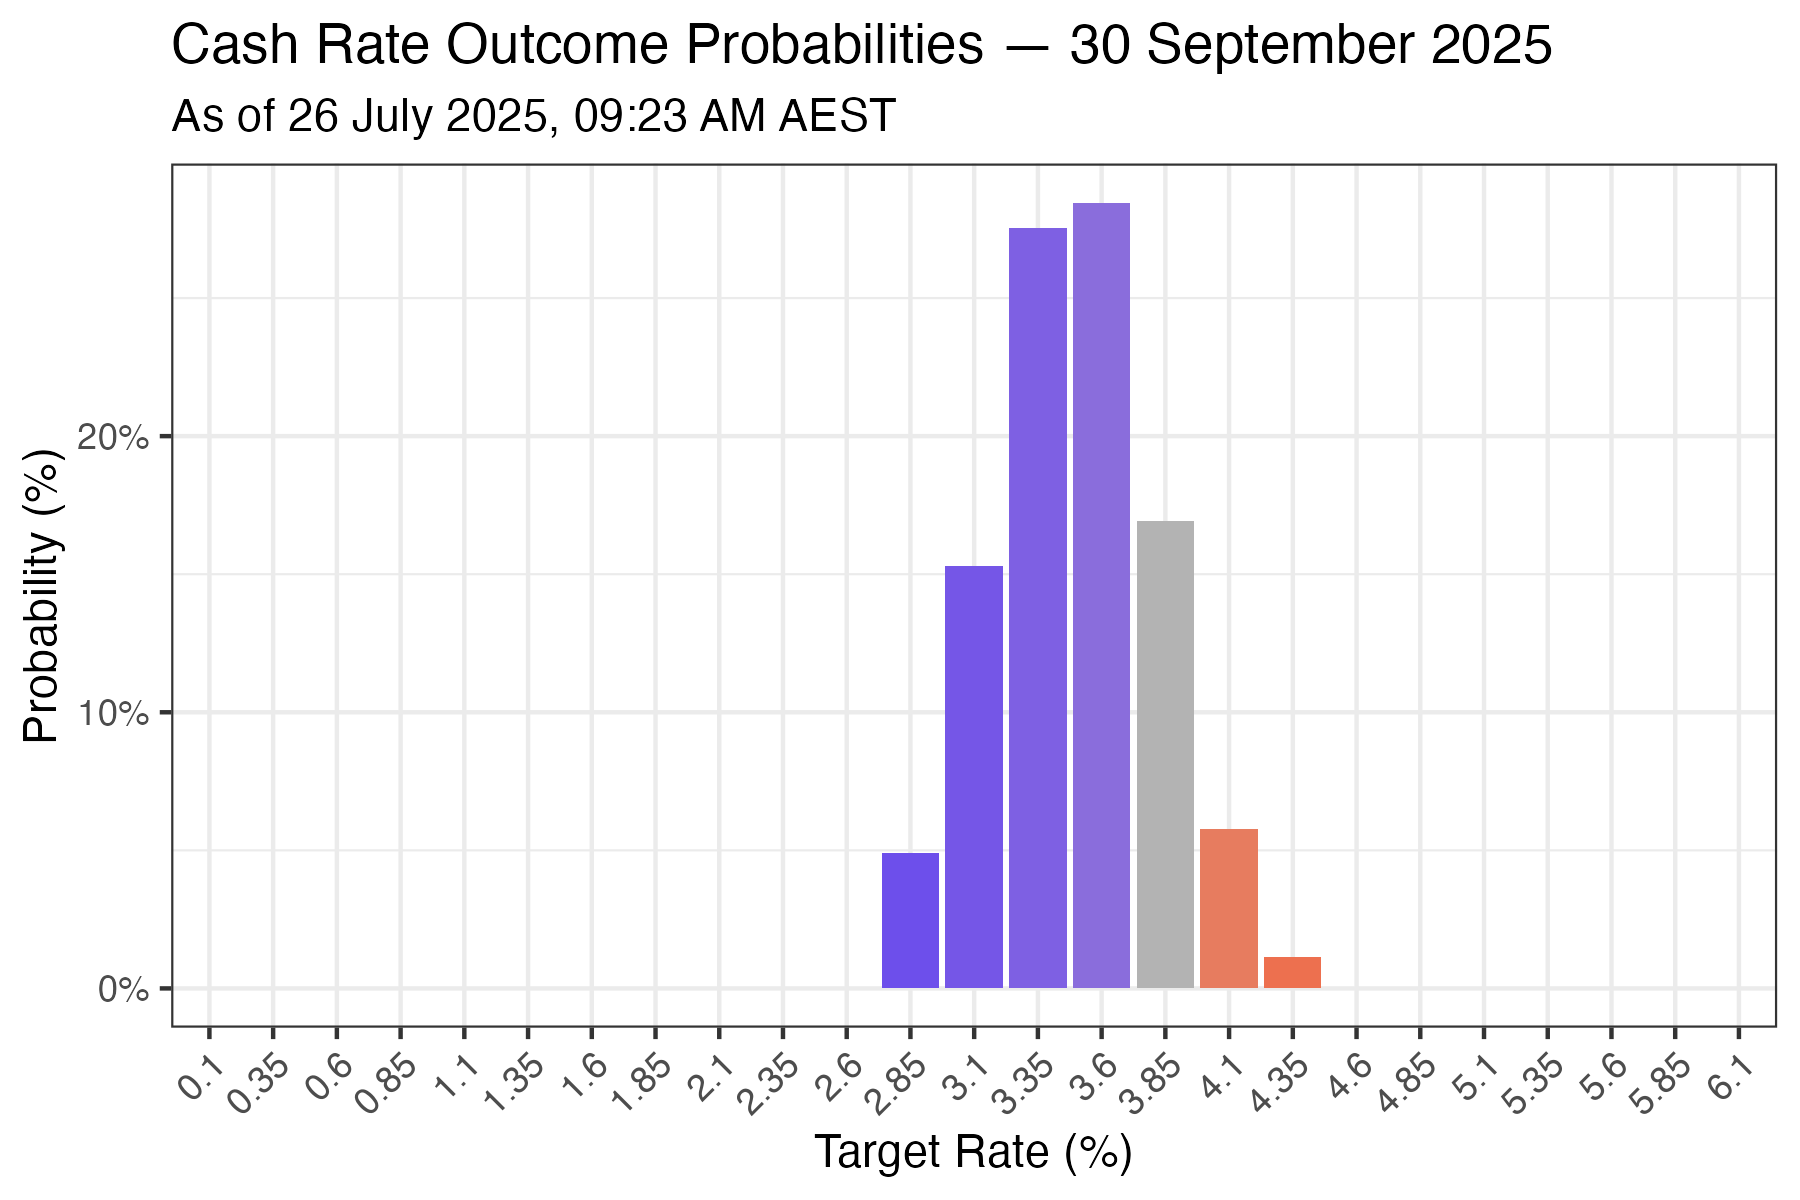 Cash Rate Outcome Probabilities — 30 September 2025
As of 26 July 2025, 09:23 AM AEST
Probability (%)
20%
10%
0%
0.1 0.35 0.6 0.85 1.1 1.35 1.6 1.85 2.1 2.35 2.6 2.85 3.1 3.35 3.6 3.85 4.1 4.35 4.6 4.85 5.1 5.35 5.6 5.85 6.1
Target Rate (%)